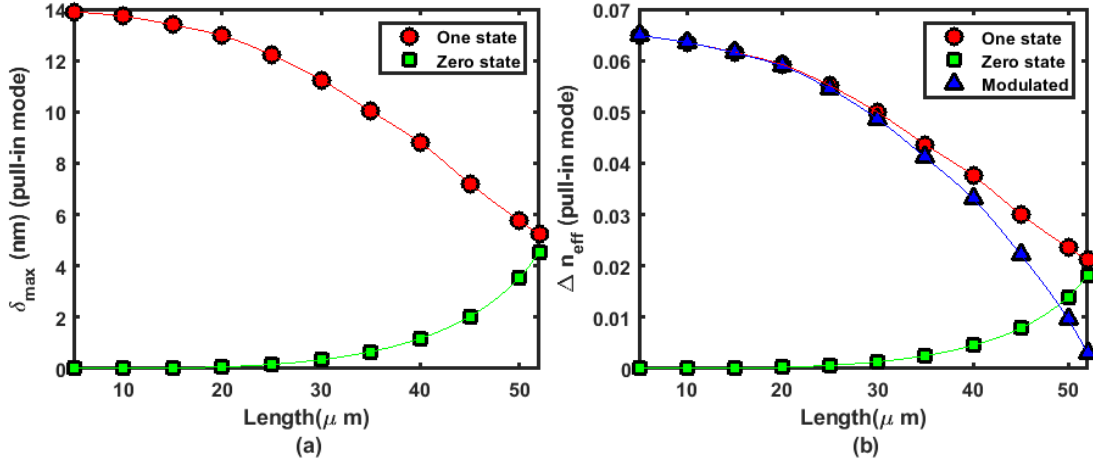 δmax (nm) (pull-in mode)
14
12
10
8
6
4
2
0
One state
Zero state
10
20
30
40
50
Length(μ m)
(a)
△ neff (pull-in mode)
0.07
0.06
0.05
0.04
0.03
0.02
0.01
0
One state
Zero state
Modulated
10
20
30
40
50
Length(μ m)
(b)